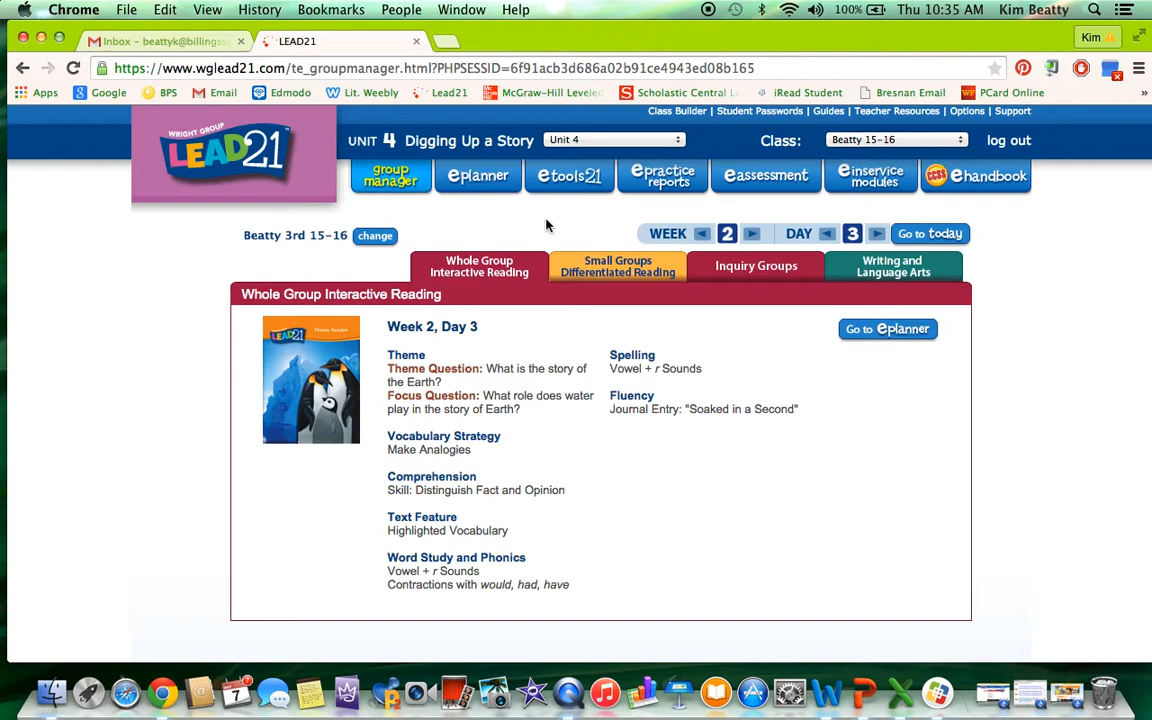 Chrome File Edit View History Bookmarks People Window Help 100% Thu 10:35 AM Kim Beatty
Inbox – beattyk@billingssc × LEAD21 × Kim
https://www.wglead21.com/te_groupmanager.html?PHPSESSID=6f91acb3d686a02b91ce4943ed08b165
Apps Google BPS Email Edmodo Lit. Weebly Lead21 McGraw-Hill Leveled Scholastic Central Lo iRead Student Bresnan Email PCard Online »
Class Builder | Student Passwords | Guides | Teacher Resources | Options | Support
WRIGHT GROUP
LEAD21™
UNIT 4 Digging Up a Story Unit 4 Class: Beatty 15-16 log out
group manager eplanner etools21 epractice reports eassessment einservice modules CCSS ehandbook
Beatty 3rd 15-16 change WEEK 2 DAY 3 Go to today
Whole Group Interactive Reading Small Groups Differentiated Reading Inquiry Groups Writing and Language Arts
Whole Group Interactive Reading
LEAD21 Theme Reader
Week 2, Day 3 Go to eplanner
Theme
Theme Question: What is the story of
the Earth?
Focus Question: What role does water
play in the story of Earth?
Vocabulary Strategy
Make Analogies
Comprehension
Skill: Distinguish Fact and Opinion
Text Feature
Highlighted Vocabulary
Word Study and Phonics
Vowel + r Sounds
Contractions with would, had, have
Spelling
Vowel + r Sounds
Fluency
Journal Entry: "Soaked in a Second"